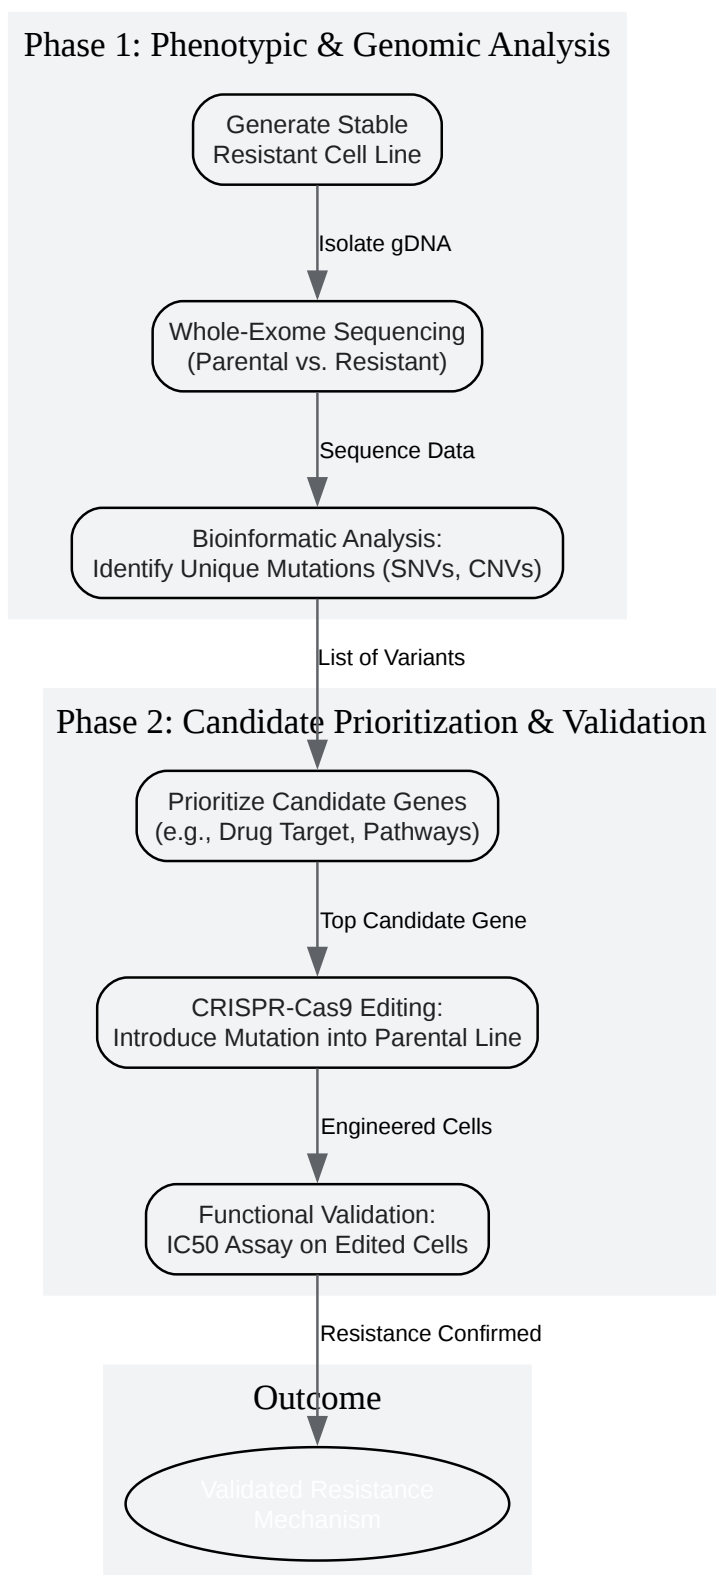 Phase 1: Phenotypic & Genomic Analysis
Generate Stable
Resistant Cell Line
Isolate gDNA
Whole-Exome Sequencing
(Parental vs. Resistant)
Sequence Data
Bioinformatic Analysis:
Identify Unique Mutations (SNVs, CNVs)
List of Variants
Phase 2: Candidate Prioritization & Validation
Prioritize Candidate Genes
(e.g., Drug Target, Pathways)
Top Candidate Gene
CRISPR-Cas9 Editing:
Introduce Mutation into Parental Line
Engineered Cells
Functional Validation:
IC50 Assay on Edited Cells
Resistance Confirmed
Outcome
Validated Resistance
Mechanism